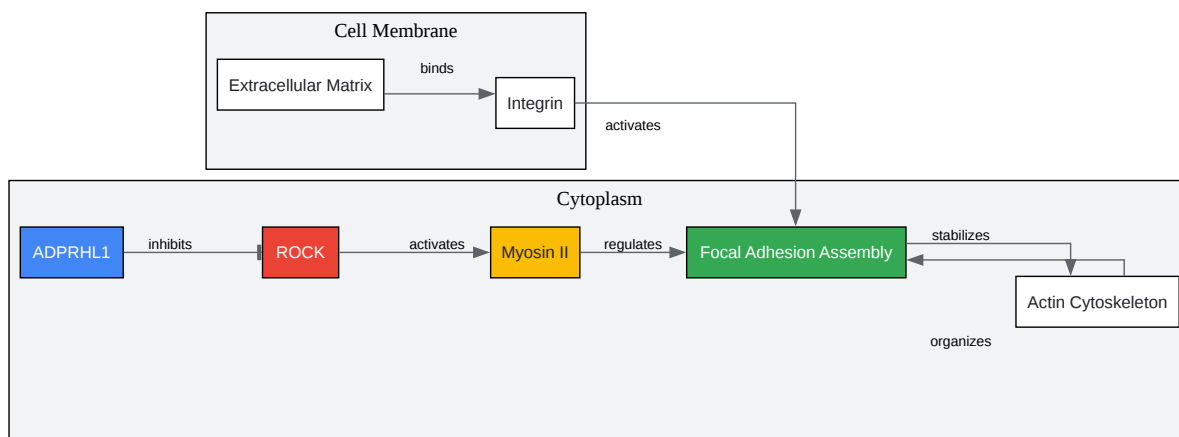 Cell Membrane
Extracellular Matrix
binds
Integrin
activates
Cytoplasm
ADPRHL1
inhibits
ROCK
activates
Myosin II
regulates
Focal Adhesion Assembly
stabilizes
Actin Cytoskeleton
organizes